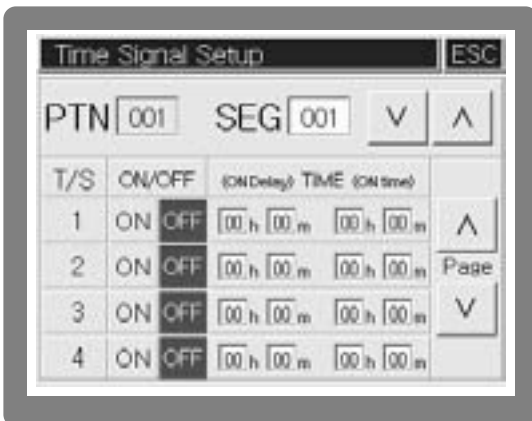 Time Signal Setup ESC
PTN 001 SEG 001 V Λ
T/S ON/OFF (ON Delay) TIME (ON time)
1 ON OFF 00 h 00 m 00 h 00 m Λ
2 ON OFF 00 h 00 m 00 h 00 m Page
3 ON OFF 00 h 00 m 00 h 00 m V
4 ON OFF 00 h 00 m 00 h 00 m